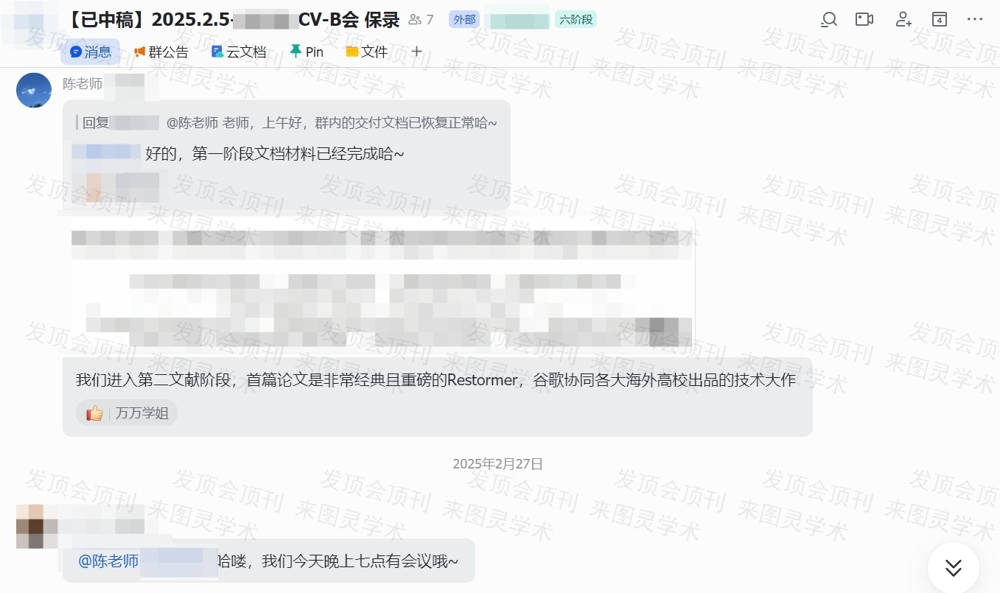 【已中稿】2025.2.5- CV-B会 保录 7 外部 六阶段
消息 群公告 云文档 Pin 文件 +
4
陈老师
回复 @陈老师 老师，上午好，群内的交付文档已恢复正常哈~
好的，第一阶段文档材料已经完成哈~
我们进入第二文献阶段，首篇论文是非常经典且重磅的Restormer，谷歌协同各大海外高校出品的技术大作
万万学姐
2025年2月27日
@陈老师 哈喽，我们今天晚上七点有会议哦~
发顶会顶刊
来图灵学术